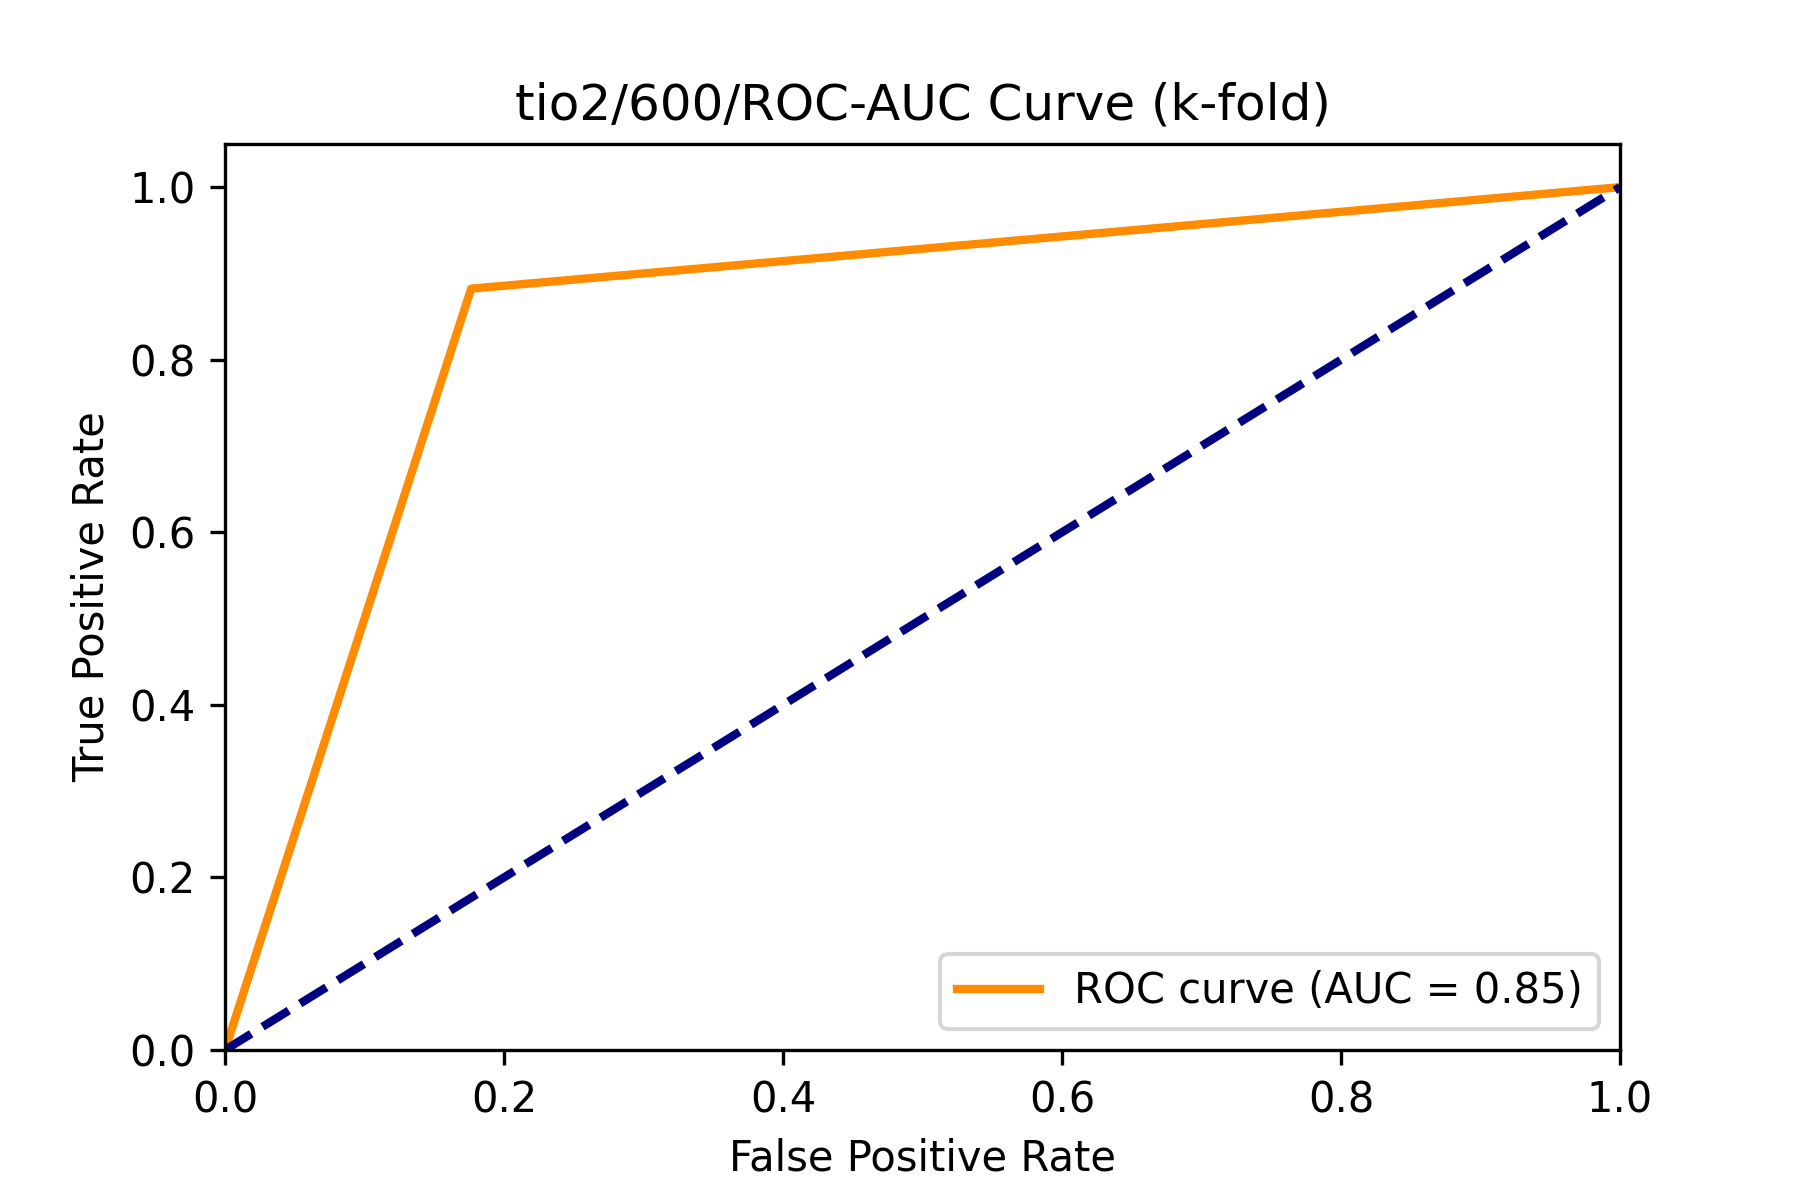 tio2/600/ROC-AUC Curve (k-fold)
1.0
0.8
0.6
0.4
0.2
0.0
True Positive Rate
ROC curve (AUC = 0.85)
0.0 0.2 0.4 0.6 0.8 1.0
False Positive Rate